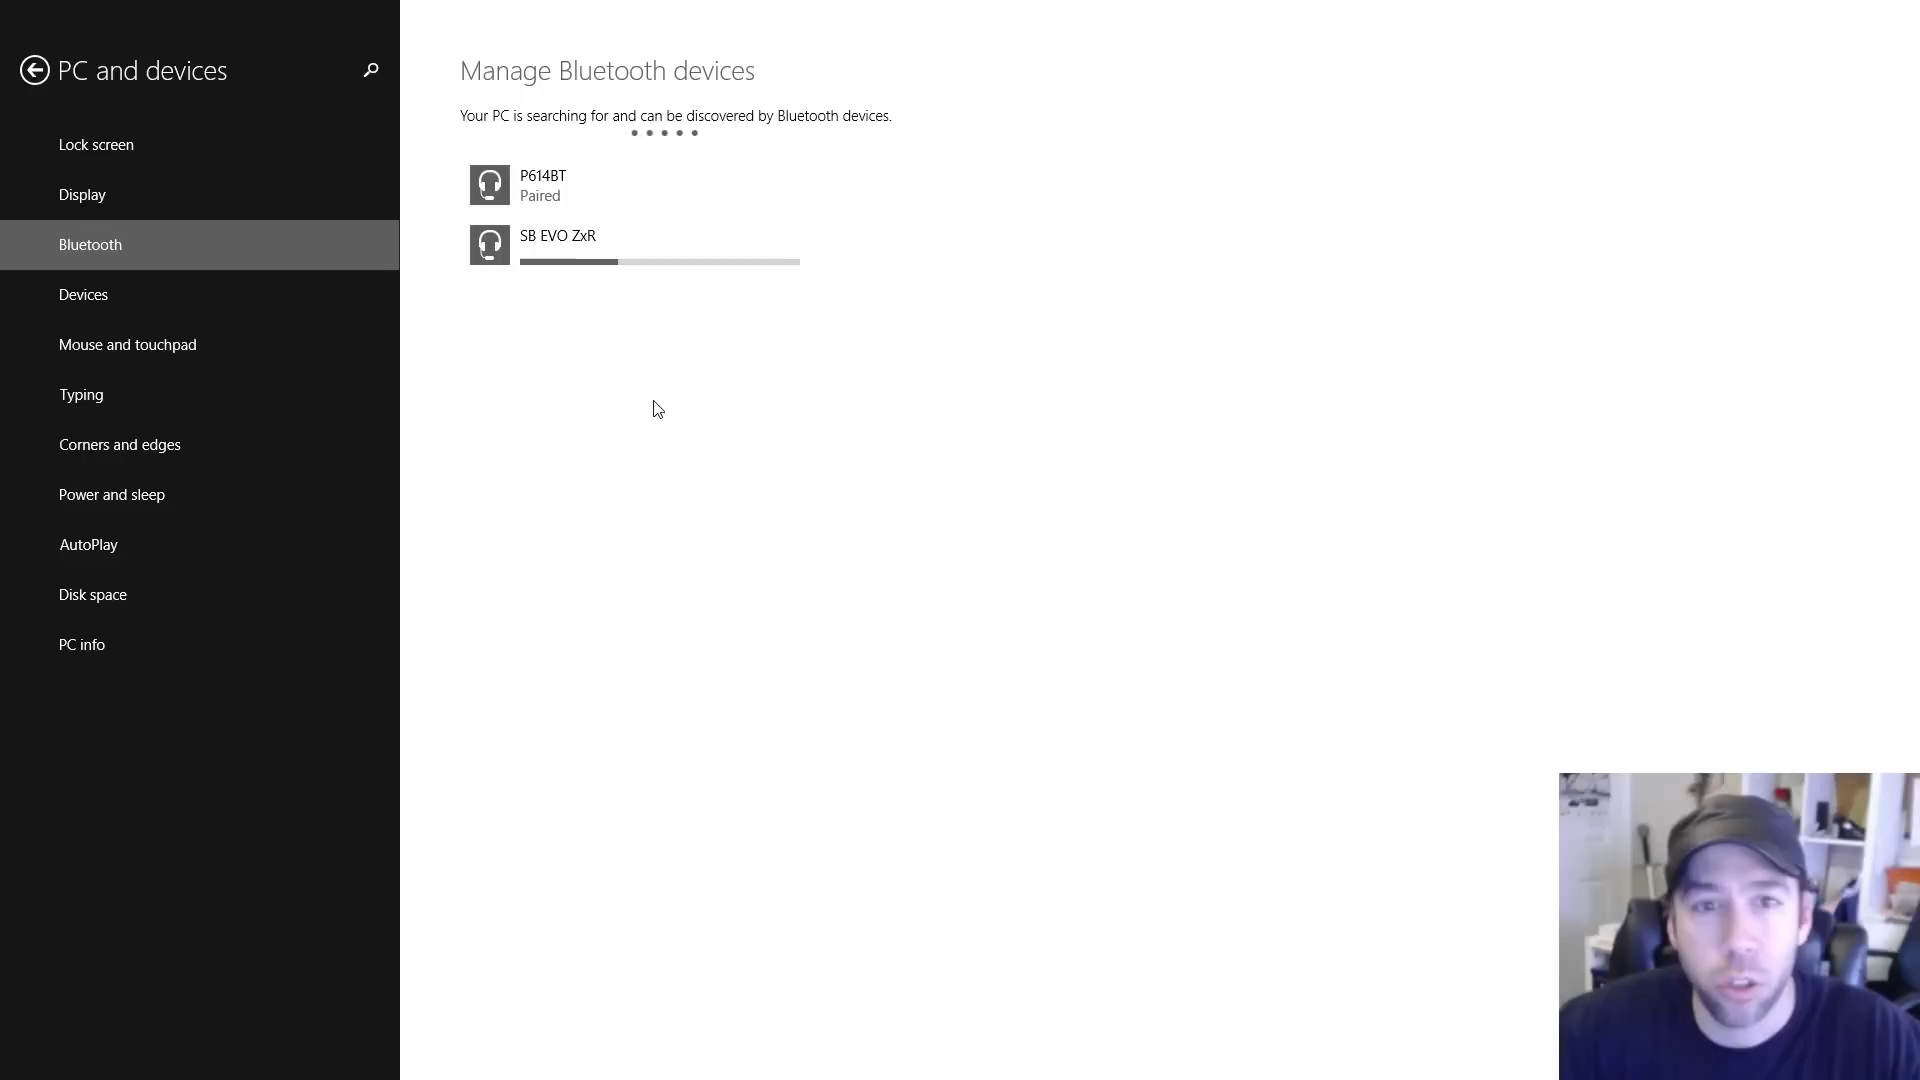 PC and devices
Lock screen
Display
Bluetooth
Devices
Mouse and touchpad
Typing
Corners and edges
Power and sleep
AutoPlay
Disk space
PC info
Manage Bluetooth devices
Your PC is searching for and can be discovered by Bluetooth devices.
P614BT
Paired
SB EVO ZxR